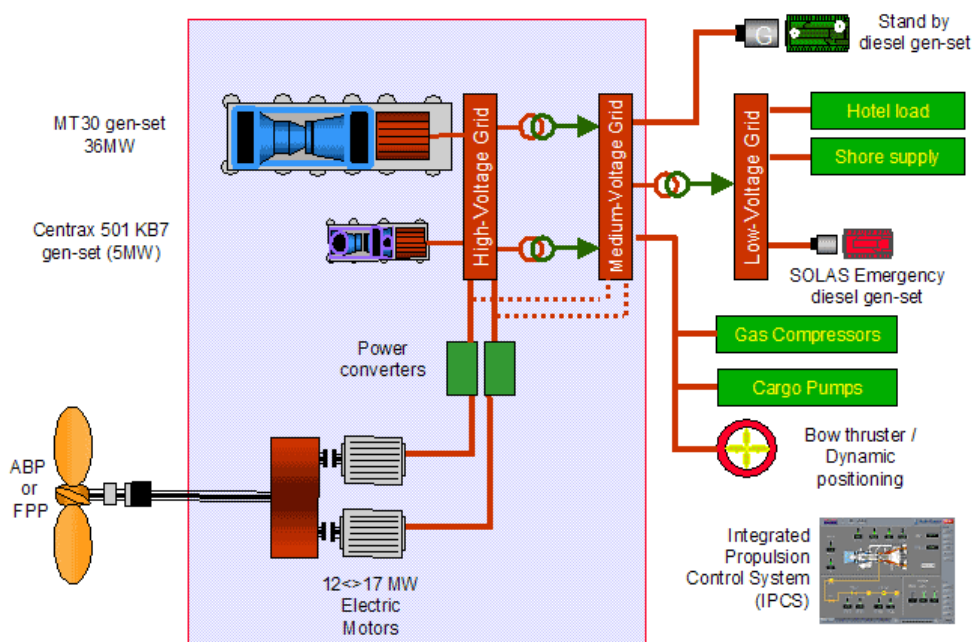 Stand by
diesel gen-set
G
MT30 gen-set
36MW
High-Voltage Grid
Medium-Voltage Grid
Low-Voltage Grid
Hotel load
Shore supply
Centrax 501 KB7
gen-set (5MW)
SOLAS Emergency
diesel gen-set
Power
converters
Gas Compressors
Cargo Pumps
Bow thruster /
Dynamic
positioning
ABP
or
FPP
12<>17 MW
Electric
Motors
Integrated
Propulsion
Control System
(IPCS)